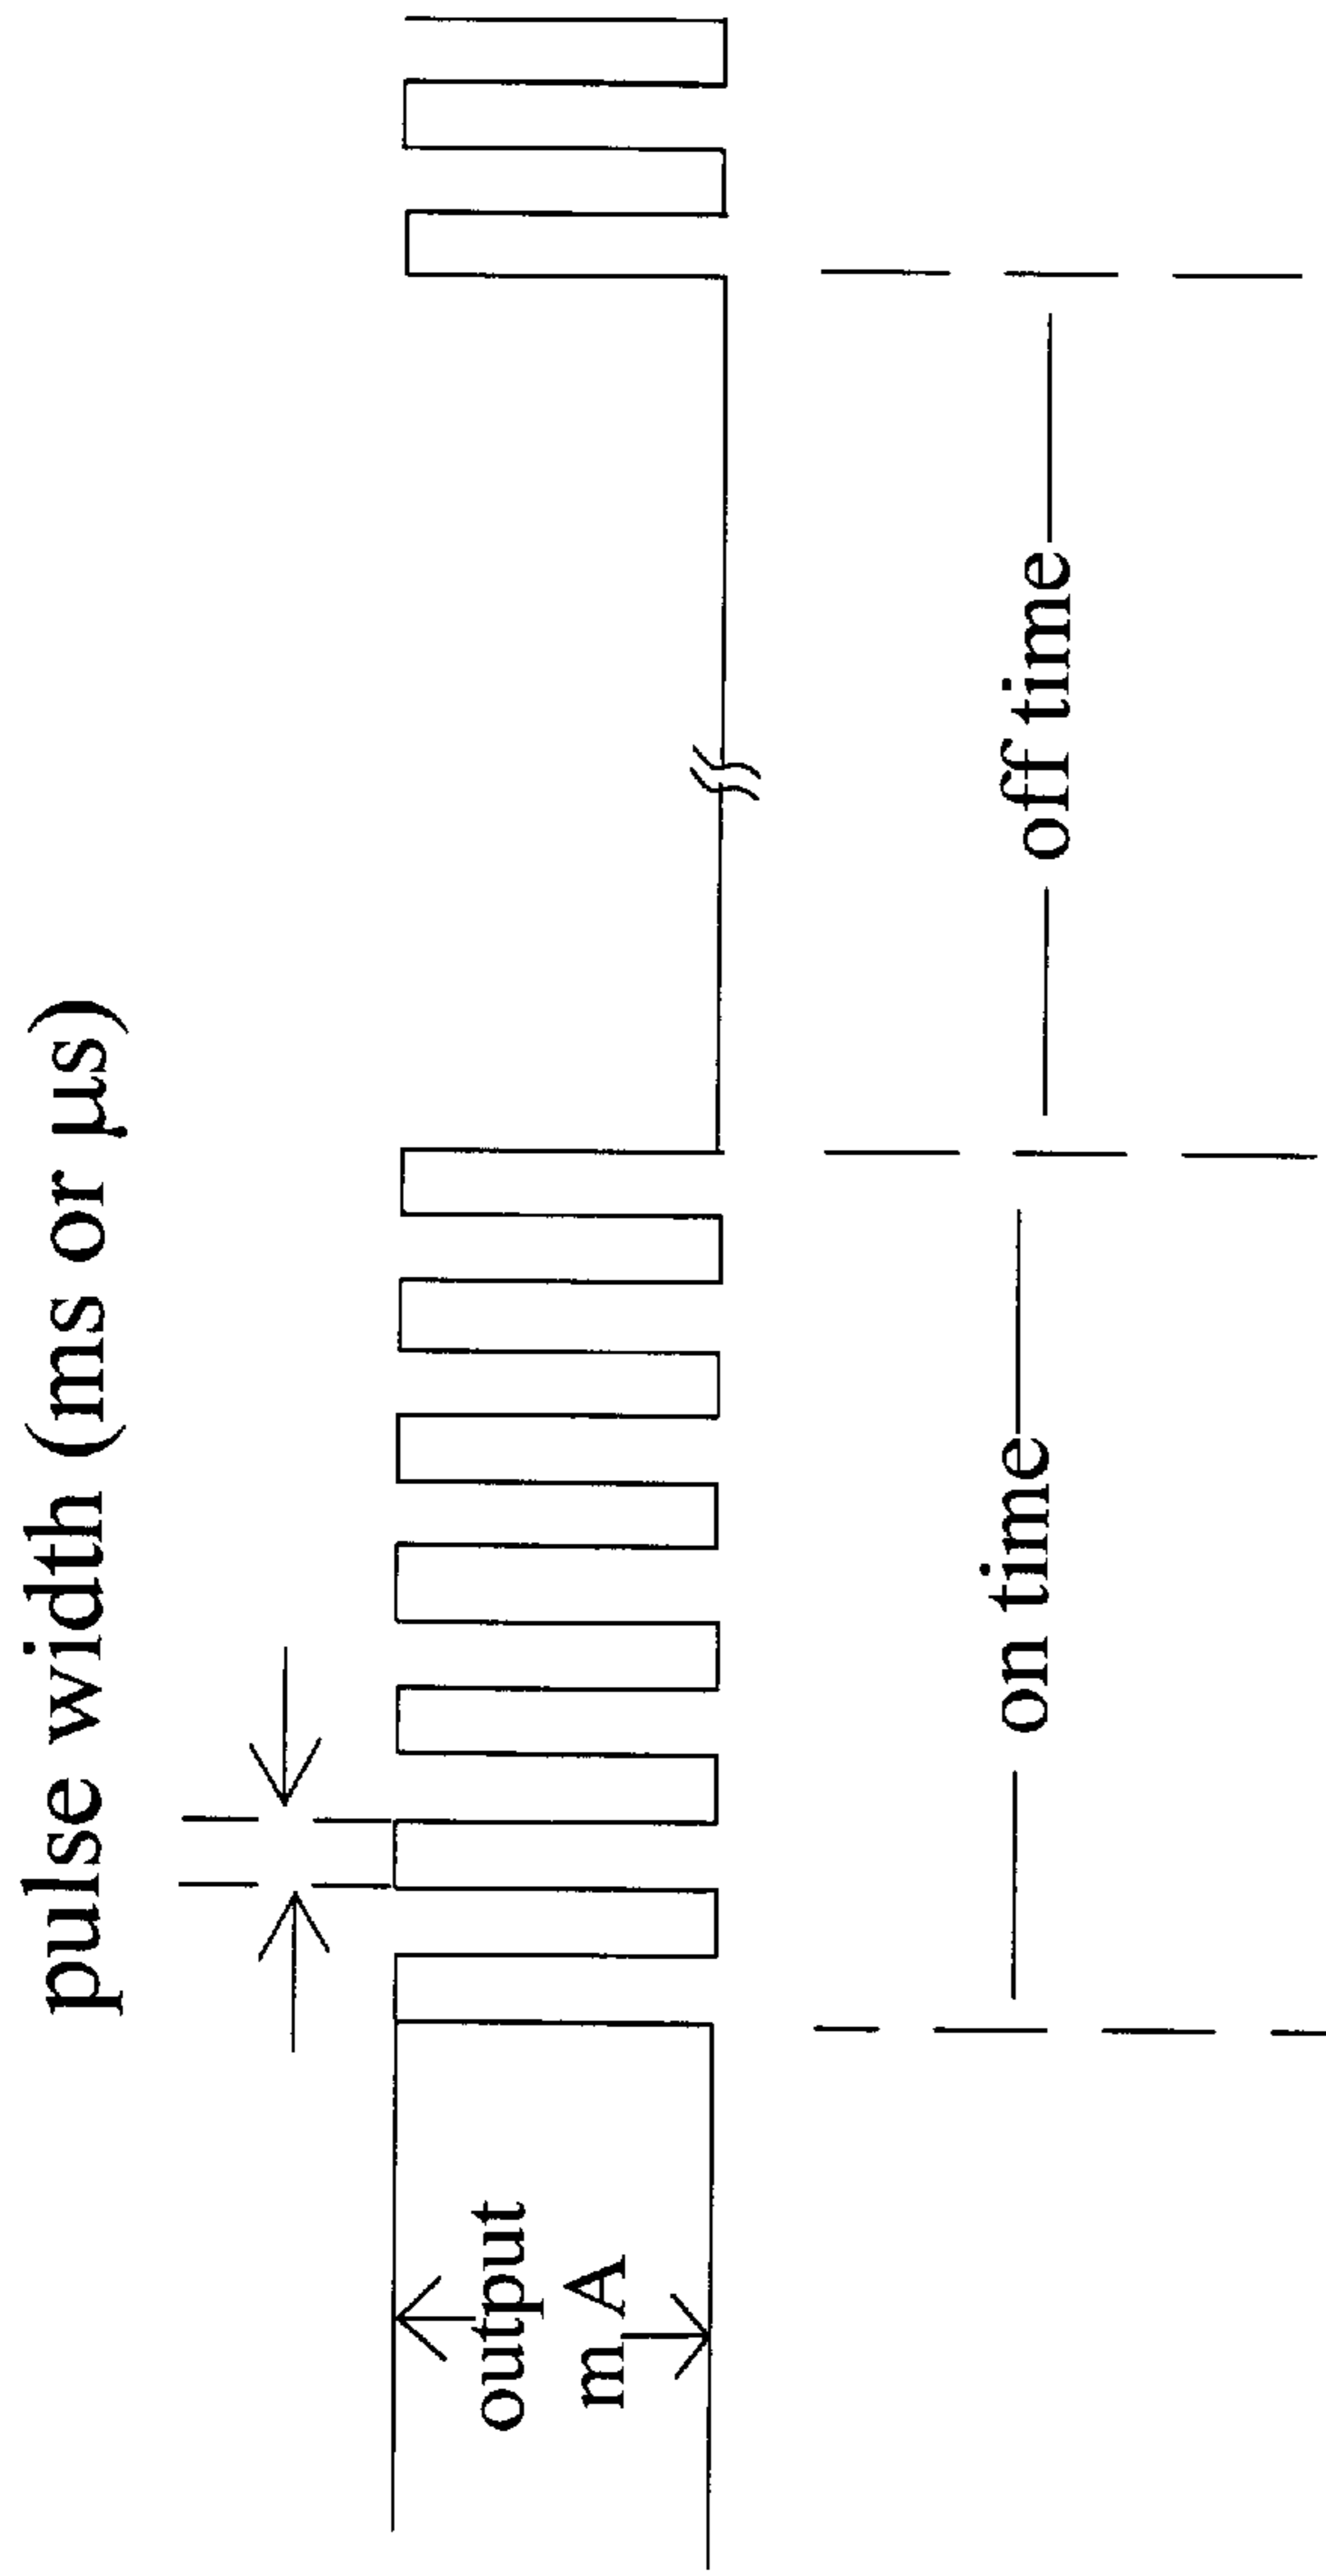 pulse width (ms or µs)
output
mA
on time
off time